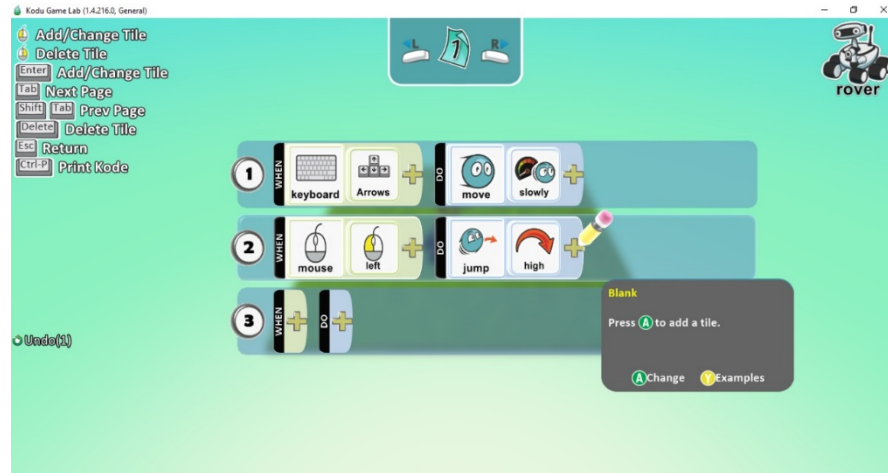 Kodu Game Lab (1.4.216.0, General)
Add/Change Tile
Delete Tile
Enter Add/Change Tile
Tab Next Page
Shift Tab Prev Page
Delete Delete Tile
Esc Return
Ctrl-P Print Kode
L 1 R
rover
1 WHEN keyboard Arrows DO move slowly
2 WHEN mouse left DO jump high
3 WHEN DO
Blank
Press A to add a tile.
A Change Y Examples
Undo(1)